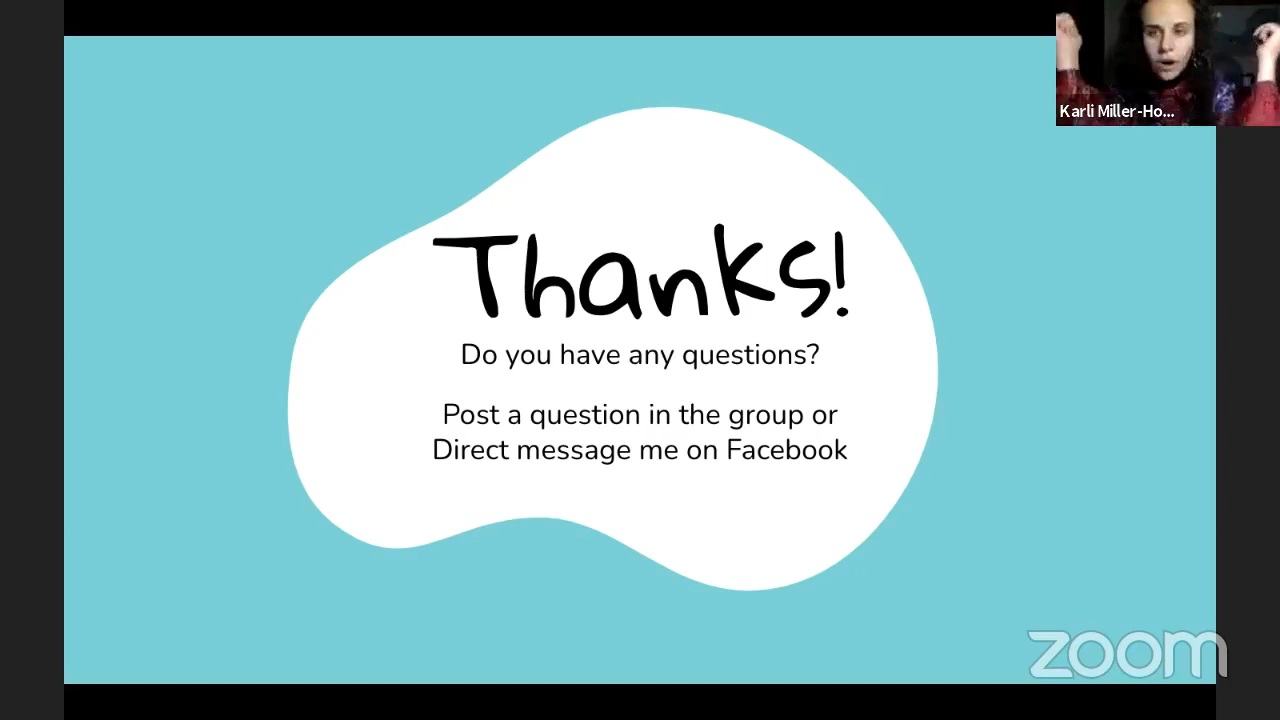 Karli Miller-Ho...
Thanks!
Do you have any questions?
Post a question in the group or
Direct message me on Facebook
zoom